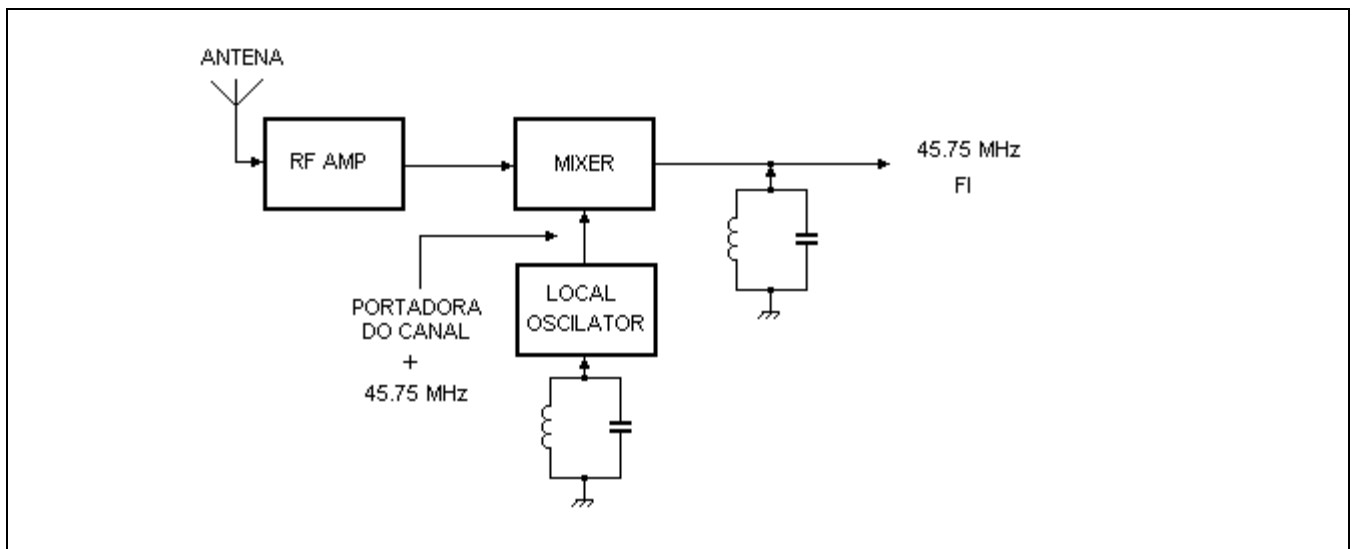 ANTENA
RF AMP
MIXER
45.75 MHz
FI
PORTADORA
DO CANAL
+
45.75 MHz
LOCAL
OSCILATOR